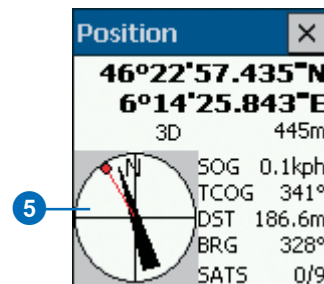 Position
46°22'57.435"N
6°14'25.843"E
3D 445m
N
SOG 0.1kph
TCOG 341°
5
DST 186.6m
BRG 328°
SATS 0/9